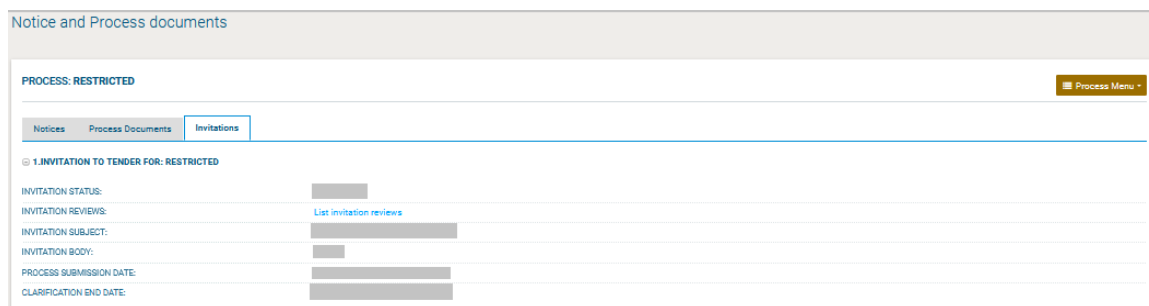 Notice and Process documents
PROCESS: RESTRICTED
Process Menu
Notices Process Documents Invitations
1.INVITATION TO TENDER FOR: RESTRICTED
INVITATION STATUS:
INVITATION REVIEWS: List invitation reviews
INVITATION SUBJECT:
INVITATION BODY:
PROCESS SUBMISSION DATE:
CLARIFICATION END DATE: